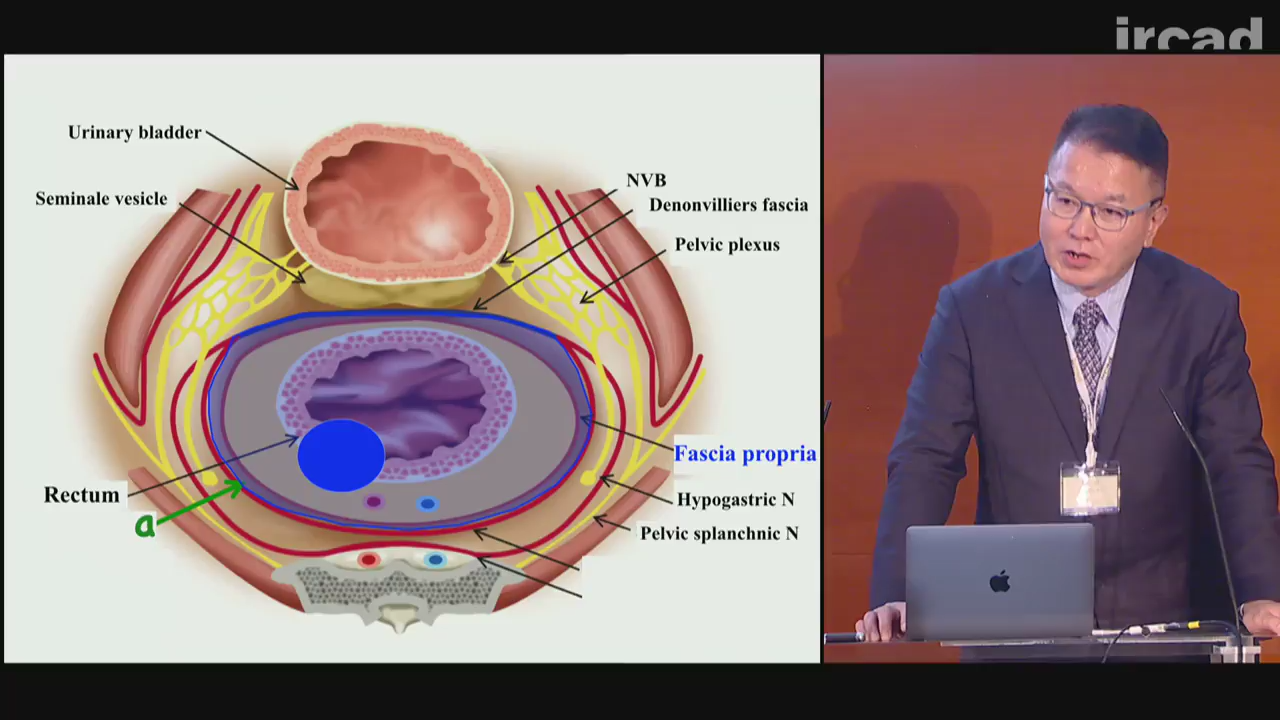 ircad
Urinary bladder
Seminale vesicle
NVB
Denonvilliers fascia
Pelvic plexus
Fascia propria
Rectum
a
Hypogastric N
Pelvic splanchnic N